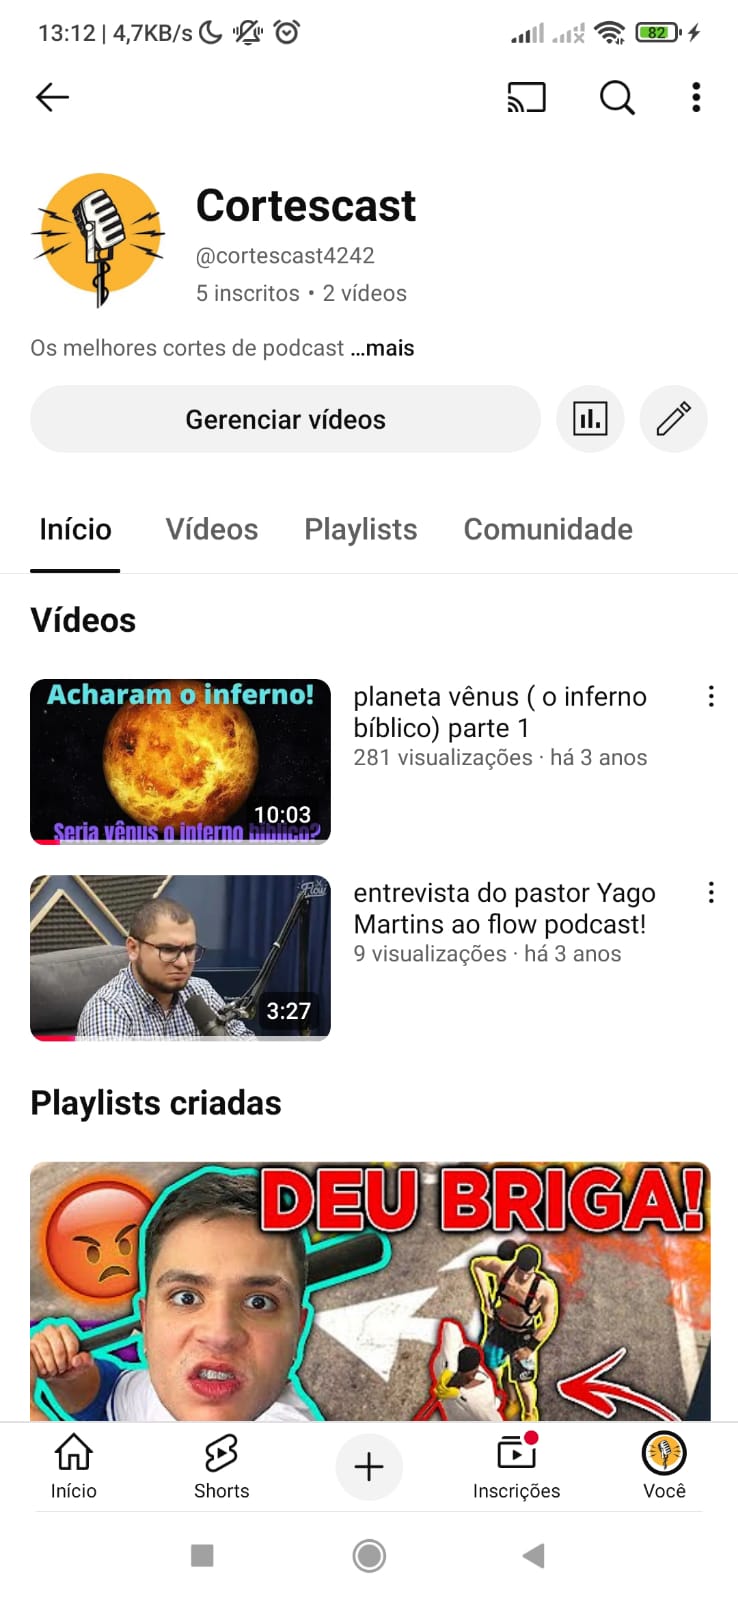 13:12 | 4,7KB/s
82
Cortescast
@cortescast4242
5 inscritos • 2 vídeos
Os melhores cortes de podcast ...mais
Gerenciar vídeos
Início Vídeos Playlists Comunidade
Vídeos
Acharam o inferno!
10:03
Seria vênus o inferno bíblico?
planeta vênus ( o inferno
bíblico) parte 1
281 visualizações · há 3 anos
Flow
3:27
entrevista do pastor Yago
Martins ao flow podcast!
9 visualizações · há 3 anos
Playlists criadas
DEU BRIGA!
Início Shorts Inscrições Você